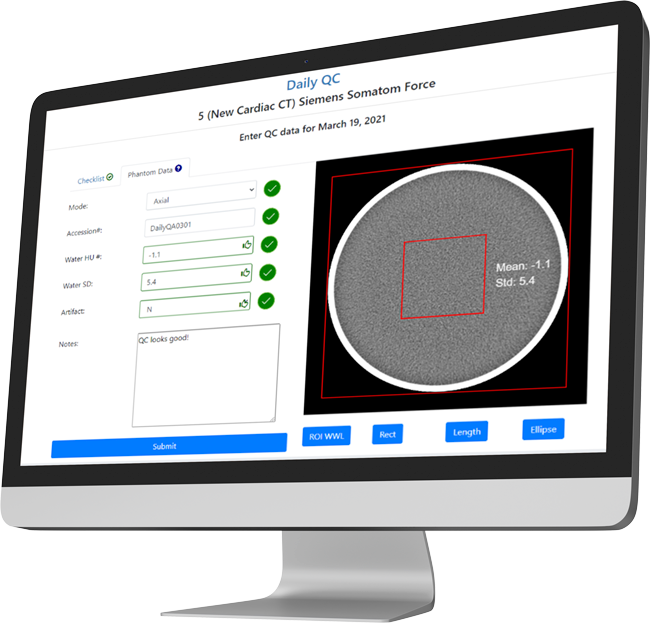 Daily QC
5 (New Cardiac CT) Siemens Somatom Force
Enter QC data for March 19, 2021
Checklist
Phantom Data
Mode:
Axial
Accession#:
DailyQA0301
Water HU #:
-1.1
Water SD:
5.4
Artifact:
N
Notes:
QC looks good!
Submit
Mean: -1.1
Std: 5.4
ROI WWL
Rect
Length
Ellipse